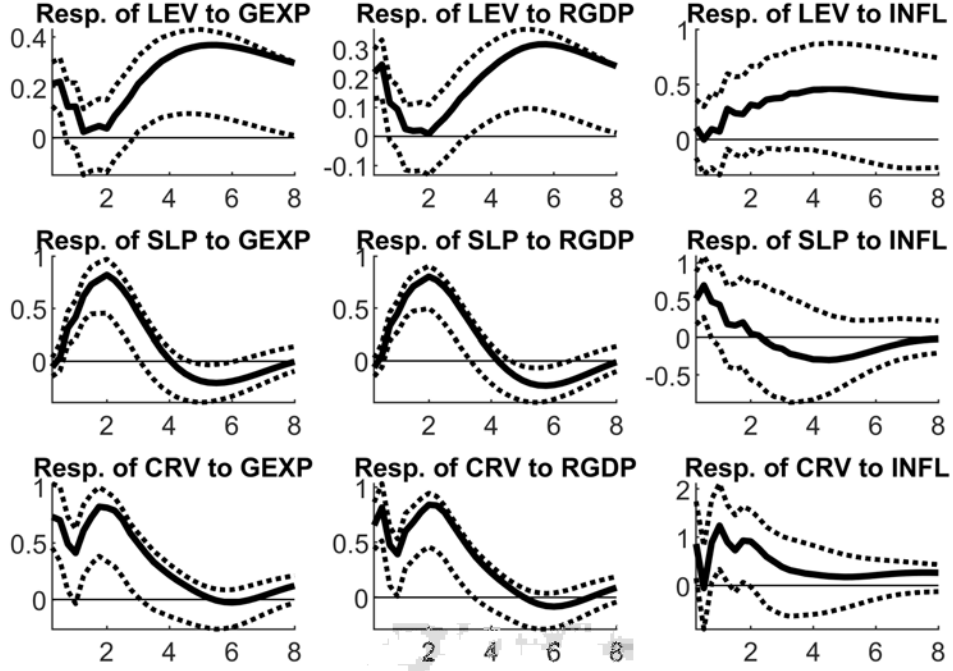 Resp. of LEV to GEXP Resp. of LEV to RGDP Resp. of LEV to INFL
0.4 0.3 1
0.2 0.2 0.5
0.1
0 0 0
-0.1
2 4 6 8 2 4 6 8 2 4 6 8
Resp. of SLP to GEXP Resp. of SLP to RGDP Resp. of SLP to INFL
1 1 1
0.5 0.5 0.5
0 0 0
-0.5
2 4 6 8 2 4 6 8 2 4 6 8
Resp. of CRV to GEXP Resp. of CRV to RGDP Resp. of CRV to INFL
1 1 2
0.5 0.5 1
0 0 0
2 4 6 8 2 4 6 8 2 4 6 8